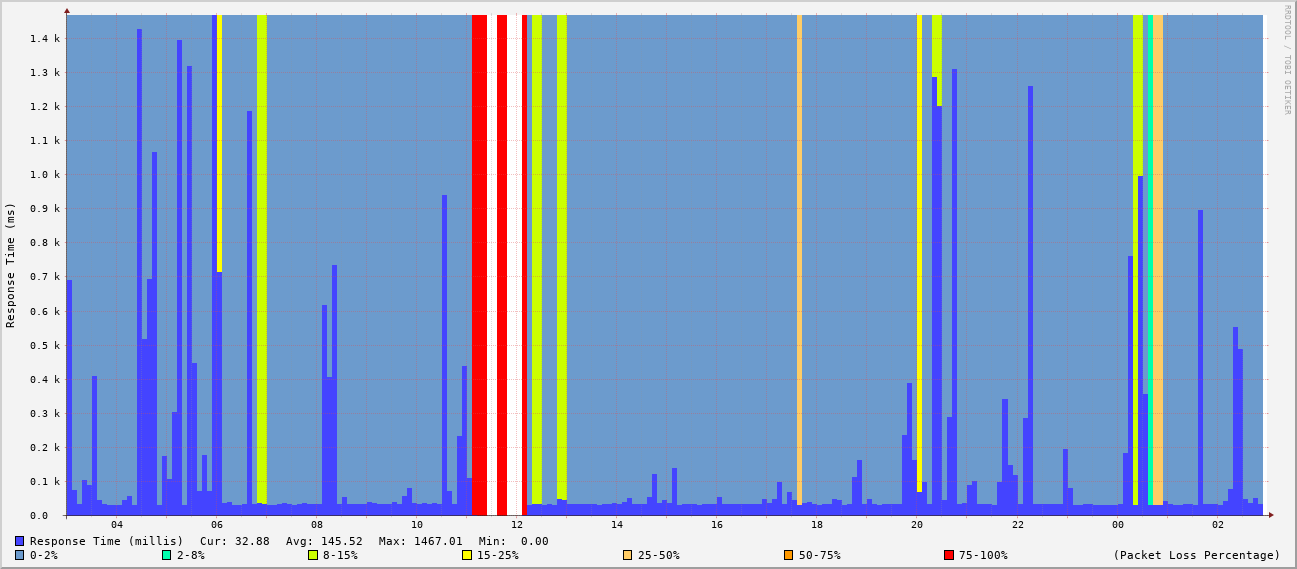 RRDTOOL / TOBI OETIKER
Response Time (ms)
1.4 k
1.3 k
1.2 k
1.1 k
1.0 k
0.9 k
0.8 k
0.7 k
0.6 k
0.5 k
0.4 k
0.3 k
0.2 k
0.1 k
0.0
04 06 08 10 12 14 16 18 20 22 00 02
Response Time (millis) Cur: 32.88 Avg: 145.52 Max: 1467.01 Min: 0.00
0-2% 2-8% 8-15% 15-25% 25-50% 50-75% 75-100% (Packet Loss Percentage)